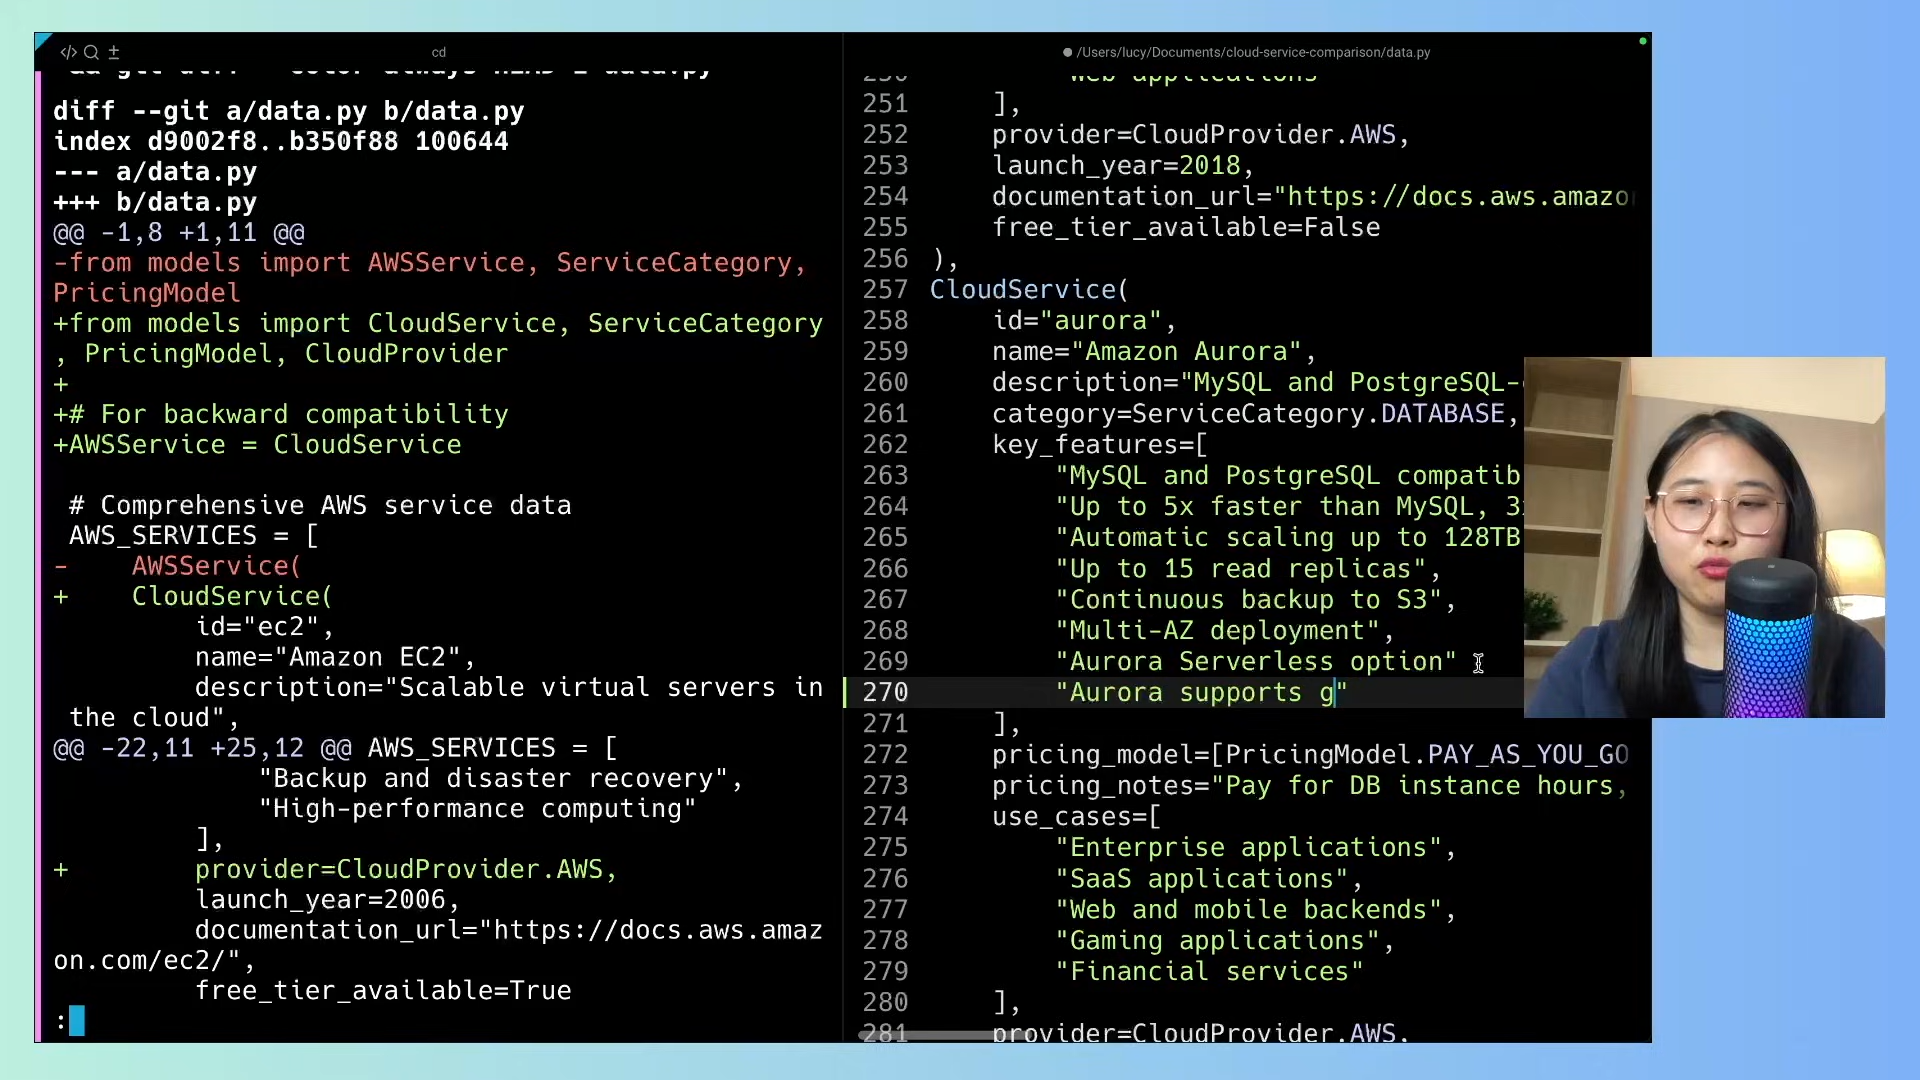 cd
/Users/lucy/Documents/cloud-service-comparison/data.py
diff --git a/data.py b/data.py
index d9002f8..b350f88 100644
--- a/data.py
+++ b/data.py
@@ -1,8 +1,11 @@
-from models import AWSService, ServiceCategory,
PricingModel
+from models import CloudService, ServiceCategory
, PricingModel, CloudProvider
+
+# For backward compatibility
+AWSService = CloudService
# Comprehensive AWS service data
AWS_SERVICES = [
-    AWSService(
+    CloudService(
id="ec2",
name="Amazon EC2",
description="Scalable virtual servers in
the cloud",
@@ -22,11 +25,12 @@ AWS_SERVICES = [
"Backup and disaster recovery",
"High-performance computing"
],
+        provider=CloudProvider.AWS,
launch_year=2006,
documentation_url="https://docs.aws.amaz
on.com/ec2/",
free_tier_available=True
:
"Web applications"
251 ],
252 provider=CloudProvider.AWS,
253 launch_year=2018,
254 documentation_url="https://docs.aws.amazo
255 free_tier_available=False
256 ),
257 CloudService(
258 id="aurora",
259 name="Amazon Aurora",
260 description="MySQL and PostgreSQL-
261 category=ServiceCategory.DATABASE,
262 key_features=[
263 "MySQL and PostgreSQL compatib
264 "Up to 5x faster than MySQL, 3
265 "Automatic scaling up to 128TB
266 "Up to 15 read replicas",
267 "Continuous backup to S3",
268 "Multi-AZ deployment",
269 "Aurora Serverless option"
270 "Aurora supports g"
271 ],
272 pricing_model=[PricingModel.PAY_AS_YOU_GO
273 pricing_notes="Pay for DB instance hours,
274 use_cases=[
275 "Enterprise applications",
276 "SaaS applications",
277 "Web and mobile backends",
278 "Gaming applications",
279 "Financial services"
280 ],
281 provider=CloudProvider.AWS,